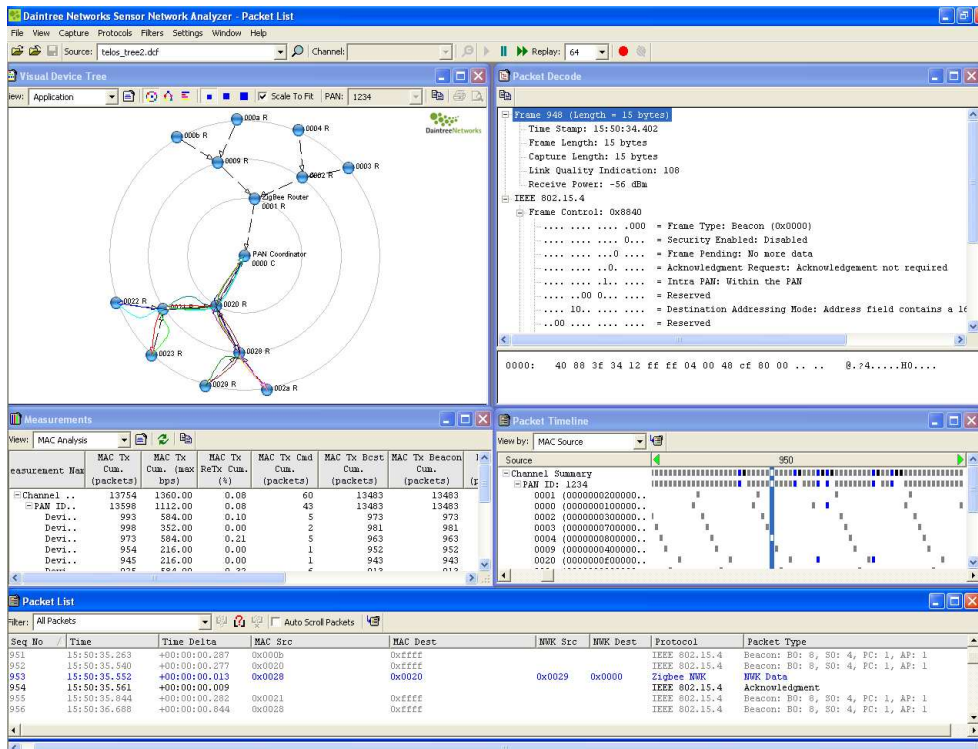 Daintree Networks Sensor Network Analyzer - Packet List
File View Capture Protocols Filters Settings Window Help
Source: telos_tree2.dcf Channel: Replay: 64
Visual Device Tree
iew: Application Scale To Fit PAN: 1234
DaintreeNetworks
000a R
000b R
0004 R
0009 R
0003 R
0002 R
ZigBee Router
0001 R
PAN Coordinator
0000 C
0022 R
0020 R
0023 R
0028 R
0029 R
002a R
Packet Decode
Frame 948 (Length = 15 bytes)
Time Stamp: 15:50:34.402
Frame Length: 15 bytes
Capture Length: 15 bytes
Link Quality Indication: 108
Receive Power: -56 dBm
IEEE 802.15.4
Frame Control: 0x8840
.... .... .... .000 = Frame Type: Beacon (0x0000)
.... .... .... 0... = Security Enabled: Disabled
.... .... ...0 .... = Frame Pending: No more data
.... .... ..0. .... = Acknowledgment Request: Acknowledgement not required
.... .... .1.. .... = Intra PAN: Within the PAN
.... ..00 0... .... = Reserved
.... 10.. .... .... = Destination Addressing Mode: Address field contains a 16
..00 .... .... .... = Reserved
0000: 40 88 3f 34 12 ff ff 04 00 48 cf 80 00 .. .. @.?4.....H0....
Measurements
View: MAC Analysis
easurement Nam MAC Tx Cum. (packets) MAC Tx Cum. (max bps) MAC Tx ReTx Cum. (%) MAC Tx Cmd Cum. (packets) MAC Tx Bcst Cum. (packets) MAC Tx Beacon Cum. (packets)
Channel .. 13754 1360.00 0.08 60 13483 13483
PAN ID.. 13598 1112.00 0.08 43 13483 13483
Devi.. 993 584.00 0.10 5 973 973
Devi.. 998 352.00 0.00 2 981 981
Devi.. 973 584.00 0.21 5 963 963
Devi.. 954 216.00 0.00 1 952 952
Devi.. 945 216.00 0.00 1 943 943
Packet Timeline
View by: MAC Source
Source 950
Channel Summary
PAN ID: 1234
0001 (0000000200000..
0000 (0000000100000..
0002 (0000000300000..
0003 (0000000700000..
0004 (0000000800000..
0009 (0000000400000..
0020 (0000000f00000..
Packet List
Filter: All Packets Auto Scroll Packets
Seq No Time Time Delta MAC Src MAC Dest NWK Src NWK Dest Protocol Packet Type
951 15:50:35.263 +00:00:00.287 0x000b 0xffff IEEE 802.15.4 Beacon: BO: 8, SO: 4, PC: 1, AP: 1
952 15:50:35.540 +00:00:00.277 0x0020 0xffff IEEE 802.15.4 Beacon: BO: 8, SO: 4, PC: 1, AP: 1
953 15:50:35.552 +00:00:00.013 0x0028 0x0020 0x0029 0x0000 Zigbee NWK NWK Data
954 15:50:35.561 +00:00:00.009 IEEE 802.15.4 Acknowledgment
955 15:50:35.844 +00:00:00.282 0x0021 0xffff IEEE 802.15.4 Beacon: BO: 8, SO: 4, PC: 1, AP: 1
956 15:50:36.688 +00:00:00.844 0x0028 0xffff IEEE 802.15.4 Beacon: BO: 8, SO: 4, PC: 1, AP: 1